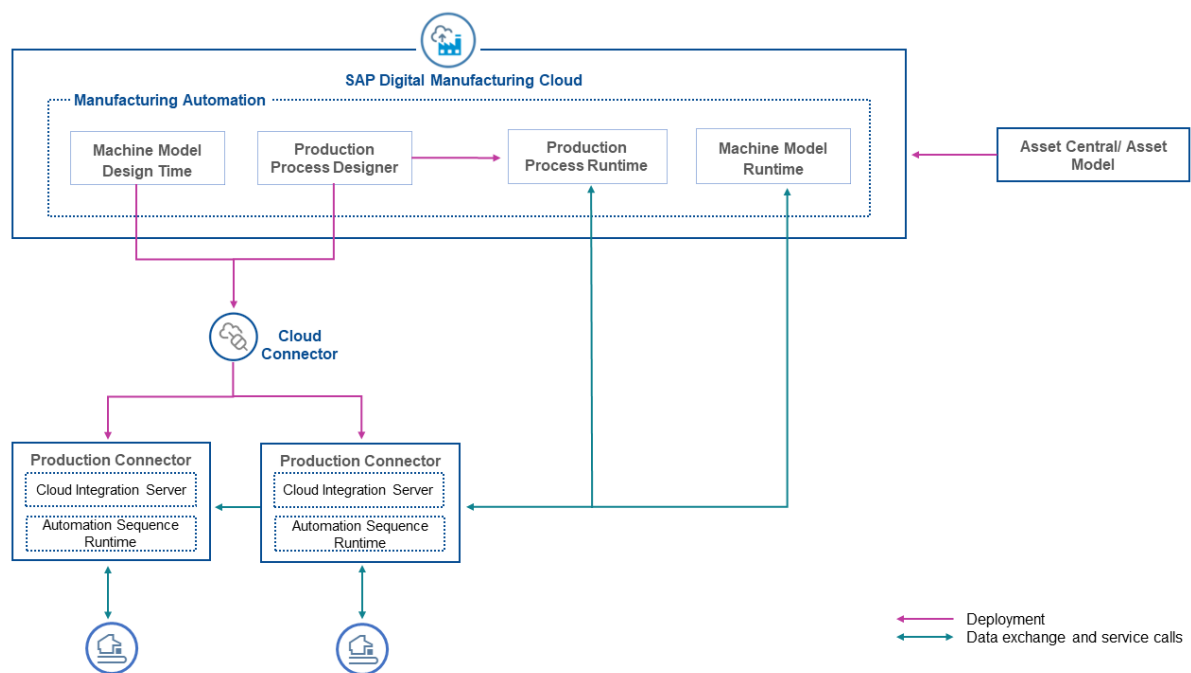 SAP Digital Manufacturing Cloud
Manufacturing Automation
Machine Model
Design Time
Production
Process Designer
Production
Process Runtime
Machine Model
Runtime
Asset Central/ Asset
Model
Cloud
Connector
Production Connector
Cloud Integration Server
Automation Sequence
Runtime
Production Connector
Cloud Integration Server
Automation Sequence
Runtime
Deployment
Data exchange and service calls